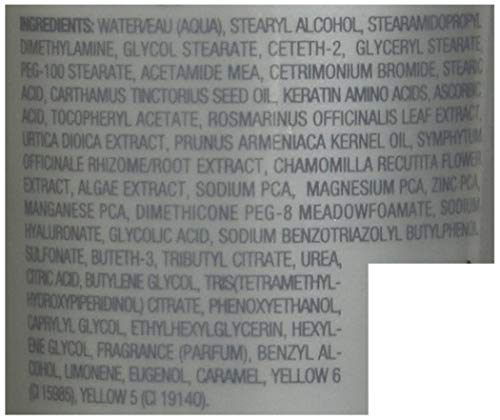 INGREDIENTS: WATER/EAU (AQUA), STEARYL ALCOHOL, STEARAMIDOPROPYL
DIMETHYLAMINE, GLYCOL STEARATE, CETETH-2, GLYCERYL STEARATE,
PEG-100 STEARATE, ACETAMIDE MEA, CETRIMONIUM BROMIDE, STEARIC
ACID, CARTHAMUS TINCTORIUS SEED OIL, KERATIN AMINO ACIDS, ASCORBIC
ACID, TOCOPHERYL ACETATE, ROSMARINUS OFFICINALIS LEAF EXTRACT,
URTICA DIOICA EXTRACT, PRUNUS ARMENIACA KERNEL OIL, SYMPHYTUM
OFFICINALE RHIZOME/ROOT EXTRACT, CHAMOMILLA RECUTITA FLOWER
EXTRACT, ALGAE EXTRACT, SODIUM PCA, MAGNESIUM PCA, ZINC PCA,
MANGANESE PCA, DIMETHICONE PEG-8 MEADOWFOAMATE, SODIUM
HYALURONATE, GLYCOLIC ACID, SODIUM BENZOTRIAZOLYL BUTYLPHENOL
SULFONATE, BUTETH-3, TRIBUTYL CITRATE, UREA,
CITRIC ACID, BUTYLENE GLYCOL, TRIS(TETRAMETHYL-
HYDROXYPIPERIDINOL) CITRATE, PHENOXYETHANOL,
CAPRYLYL GLYCOL, ETHYLHEXYLGLYCERIN, HEXYL-
ENE GLYCOL, FRAGRANCE (PARFUM), BENZYL AL-
COHOL, LIMONENE, EUGENOL, CARAMEL, YELLOW 6
(CI 15985), YELLOW 5 (CI 19140).